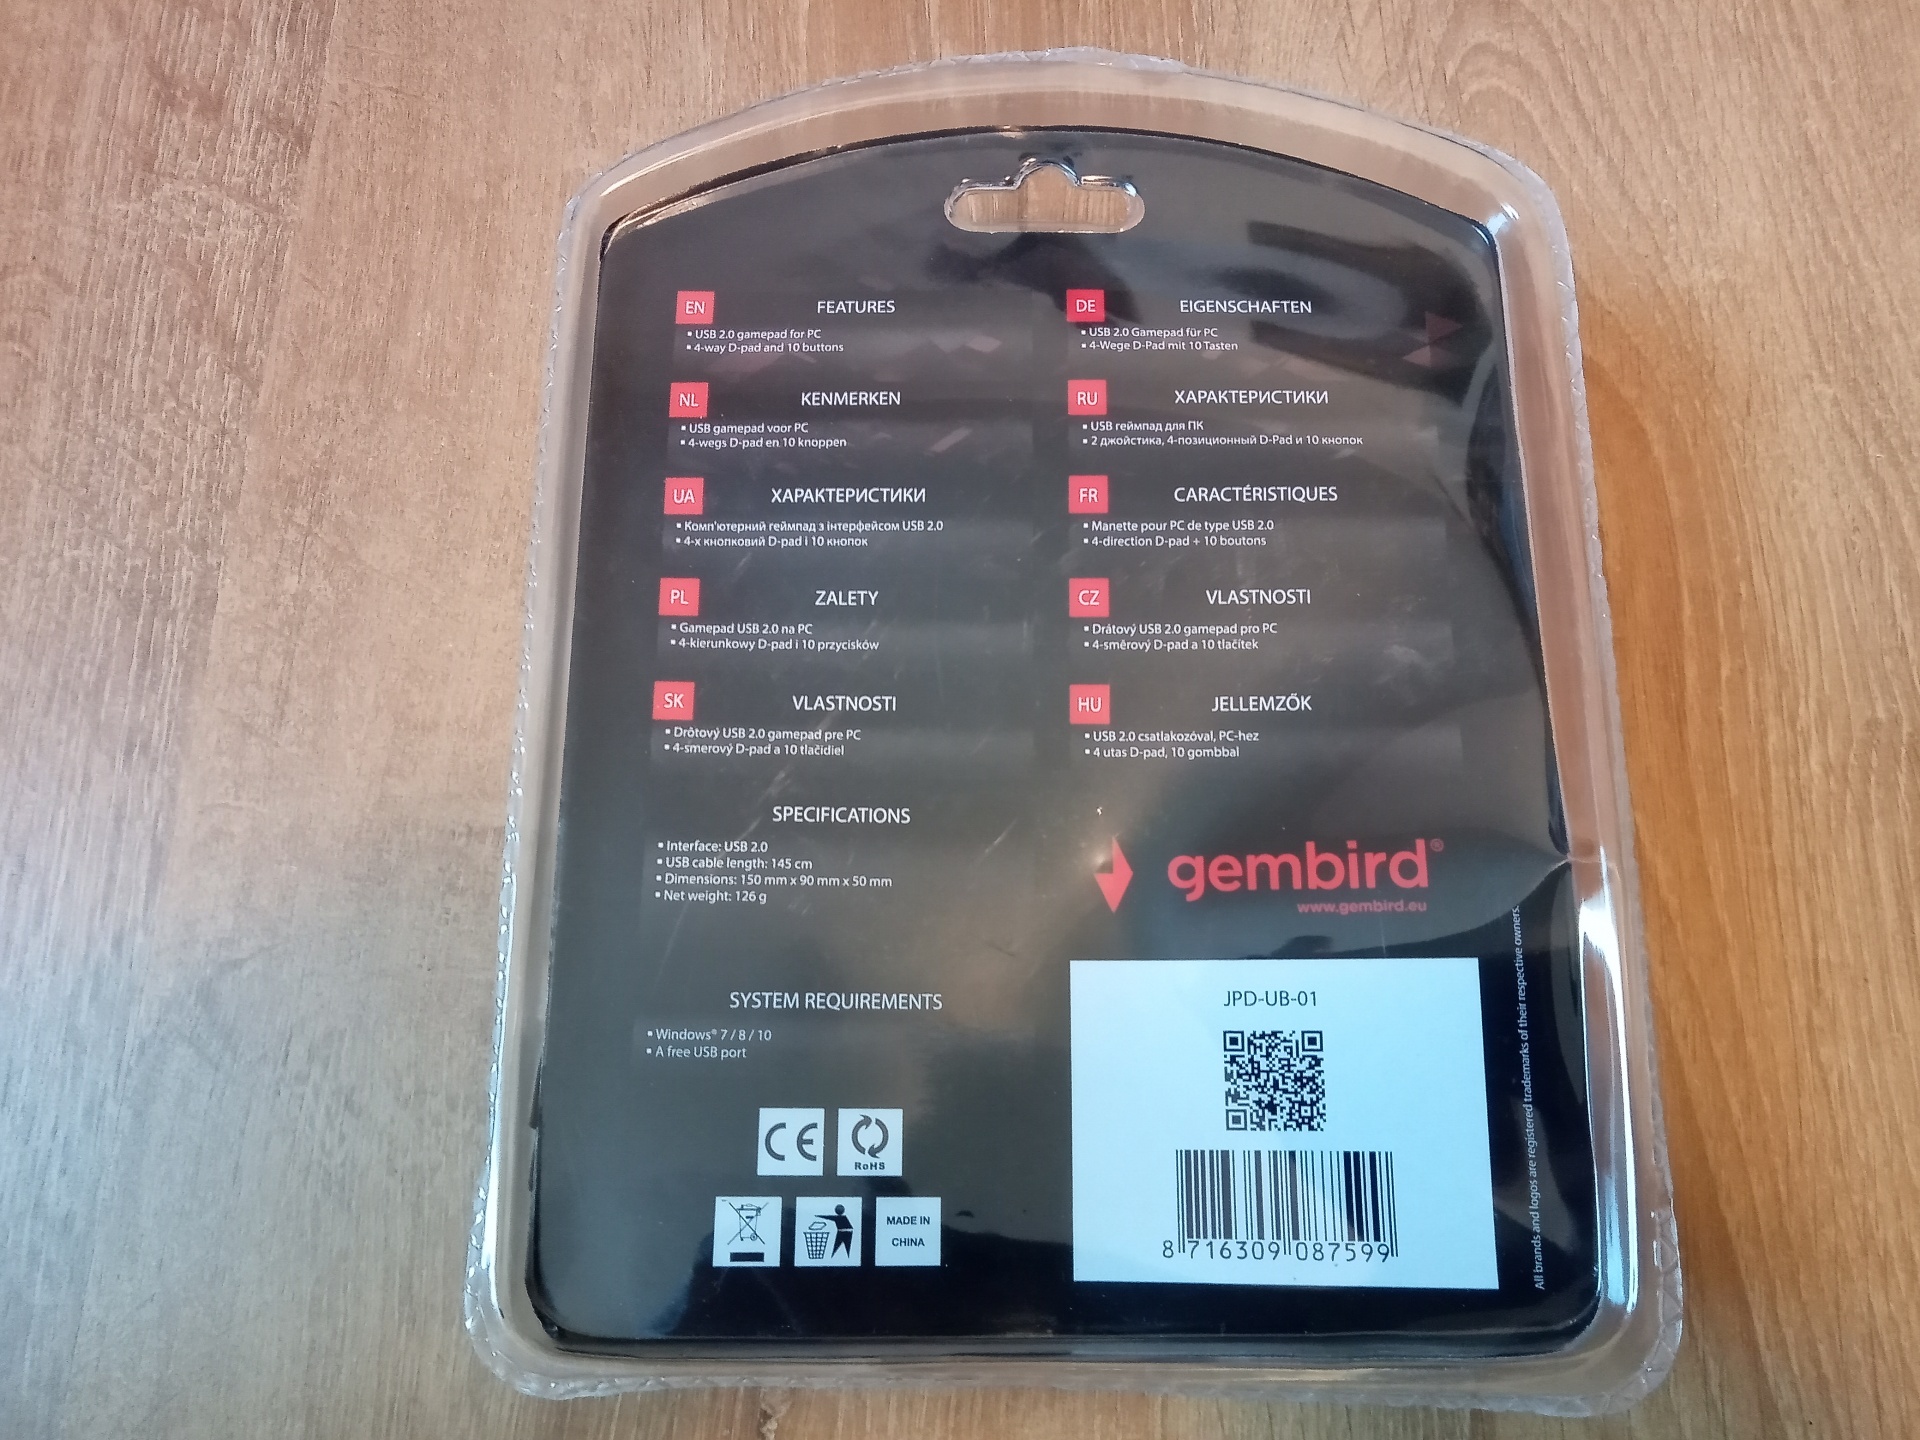 EN FEATURES
▪ USB 2.0 gamepad for PC
▪ 4-way D-pad and 10 buttons
DE EIGENSCHAFTEN
▪ USB 2.0 Gamepad für PC
▪ 4-Wege D-Pad mit 10 Tasten
NL KENMERKEN
▪ USB gamepad voor PC
▪ 4-wegs D-pad en 10 knoppen
RU ХАРАКТЕРИСТИКИ
▪ USB геймпад для ПК
▪ 2 джойстика, 4-позиционный D-Pad и 10 кнопок
UA ХАРАКТЕРИСТИКИ
▪ Комп'ютерний геймпад з інтерфейсом USB 2.0
▪ 4-х кнопковий D-pad і 10 кнопок
FR CARACTÉRISTIQUES
▪ Manette pour PC de type USB 2.0
▪ 4-direction D-pad + 10 boutons
PL ZALETY
▪ Gamepad USB 2.0 na PC
▪ 4-kierunkowy D-pad i 10 przycisków
CZ VLASTNOSTI
▪ Drátový USB 2.0 gamepad pro PC
▪ 4-směrový D-pad a 10 tlačítek
SK VLASTNOSTI
▪ Drôtový USB 2.0 gamepad pre PC
▪ 4-smerový D-pad a 10 tlačidiel
HU JELLEMZŐK
▪ USB 2.0 csatlakozóval, PC-hez
▪ 4 utas D-pad, 10 gombbal
SPECIFICATIONS
▪ Interface: USB 2.0
▪ USB cable length: 145 cm
▪ Dimensions: 150 mm x 90 mm x 50 mm
▪ Net weight: 126 g
gembird®
www.gembird.eu
SYSTEM REQUIREMENTS
▪ Windows® 7 / 8 / 10
▪ A free USB port
CE
RoHS
MADE IN
CHINA
JPD-UB-01
8 716309 087599
All brands and logos are registered trademarks of their respective owners.